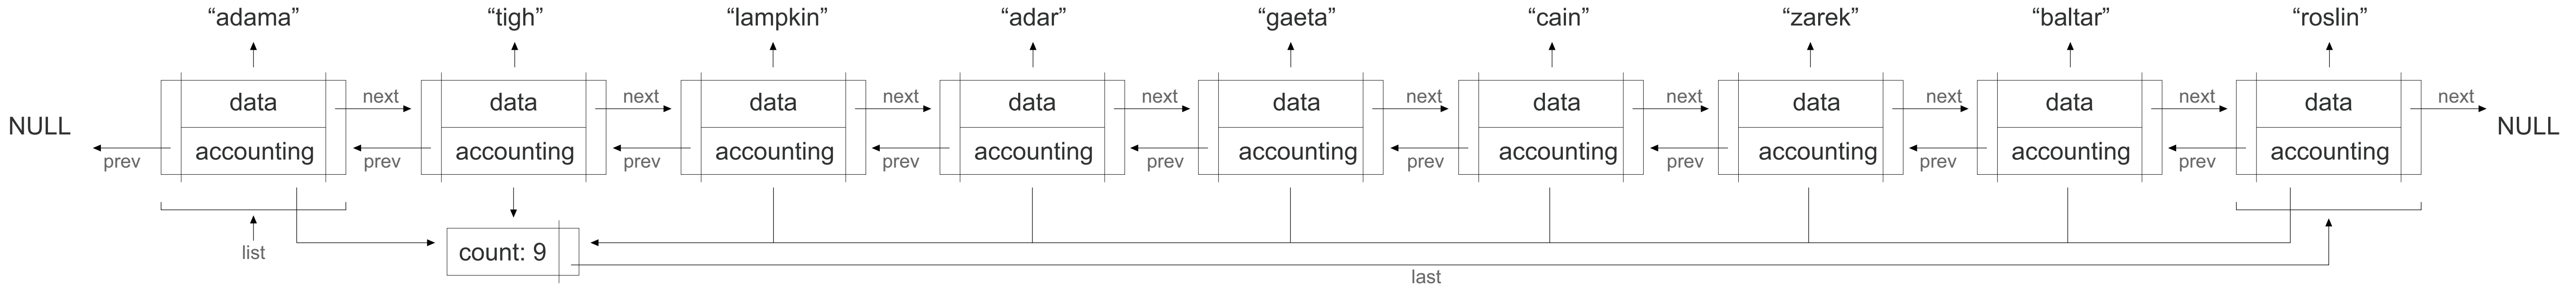 “adama” “tigh” “lampkin” “adar” “gaeta” “cain” “zarek” “baltar” “roslin”
next next next next next next next next next
data data data data data data data data data
NULL NULL
accounting accounting accounting accounting accounting accounting accounting accounting accounting
prev prev prev prev prev prev prev prev prev
list count: 9
last